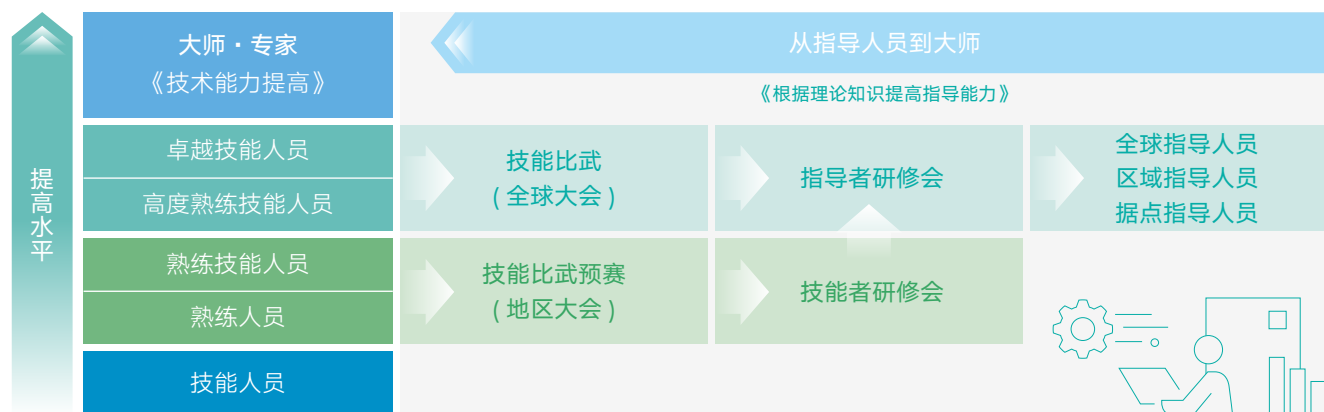 提高水平
大师・专家
《技术能力提高》
从指导人员到大师
《根据理论知识提高指导能力》
卓越技能人员
高度熟练技能人员
技能比武
(全球大会)
指导者研修会
全球指导人员
区域指导人员
据点指导人员
熟练技能人员
熟练人员
技能比武预赛
(地区大会)
技能者研修会
技能人员